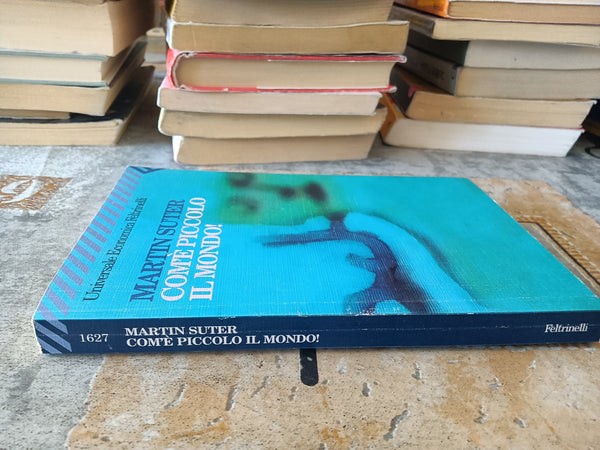 Universale Economica Feltrinelli
MARTIN SUTER
COM'È PICCOLO
IL MONDO!
1627
MARTIN SUTER
COM'È PICCOLO IL MONDO!
Feltrinelli